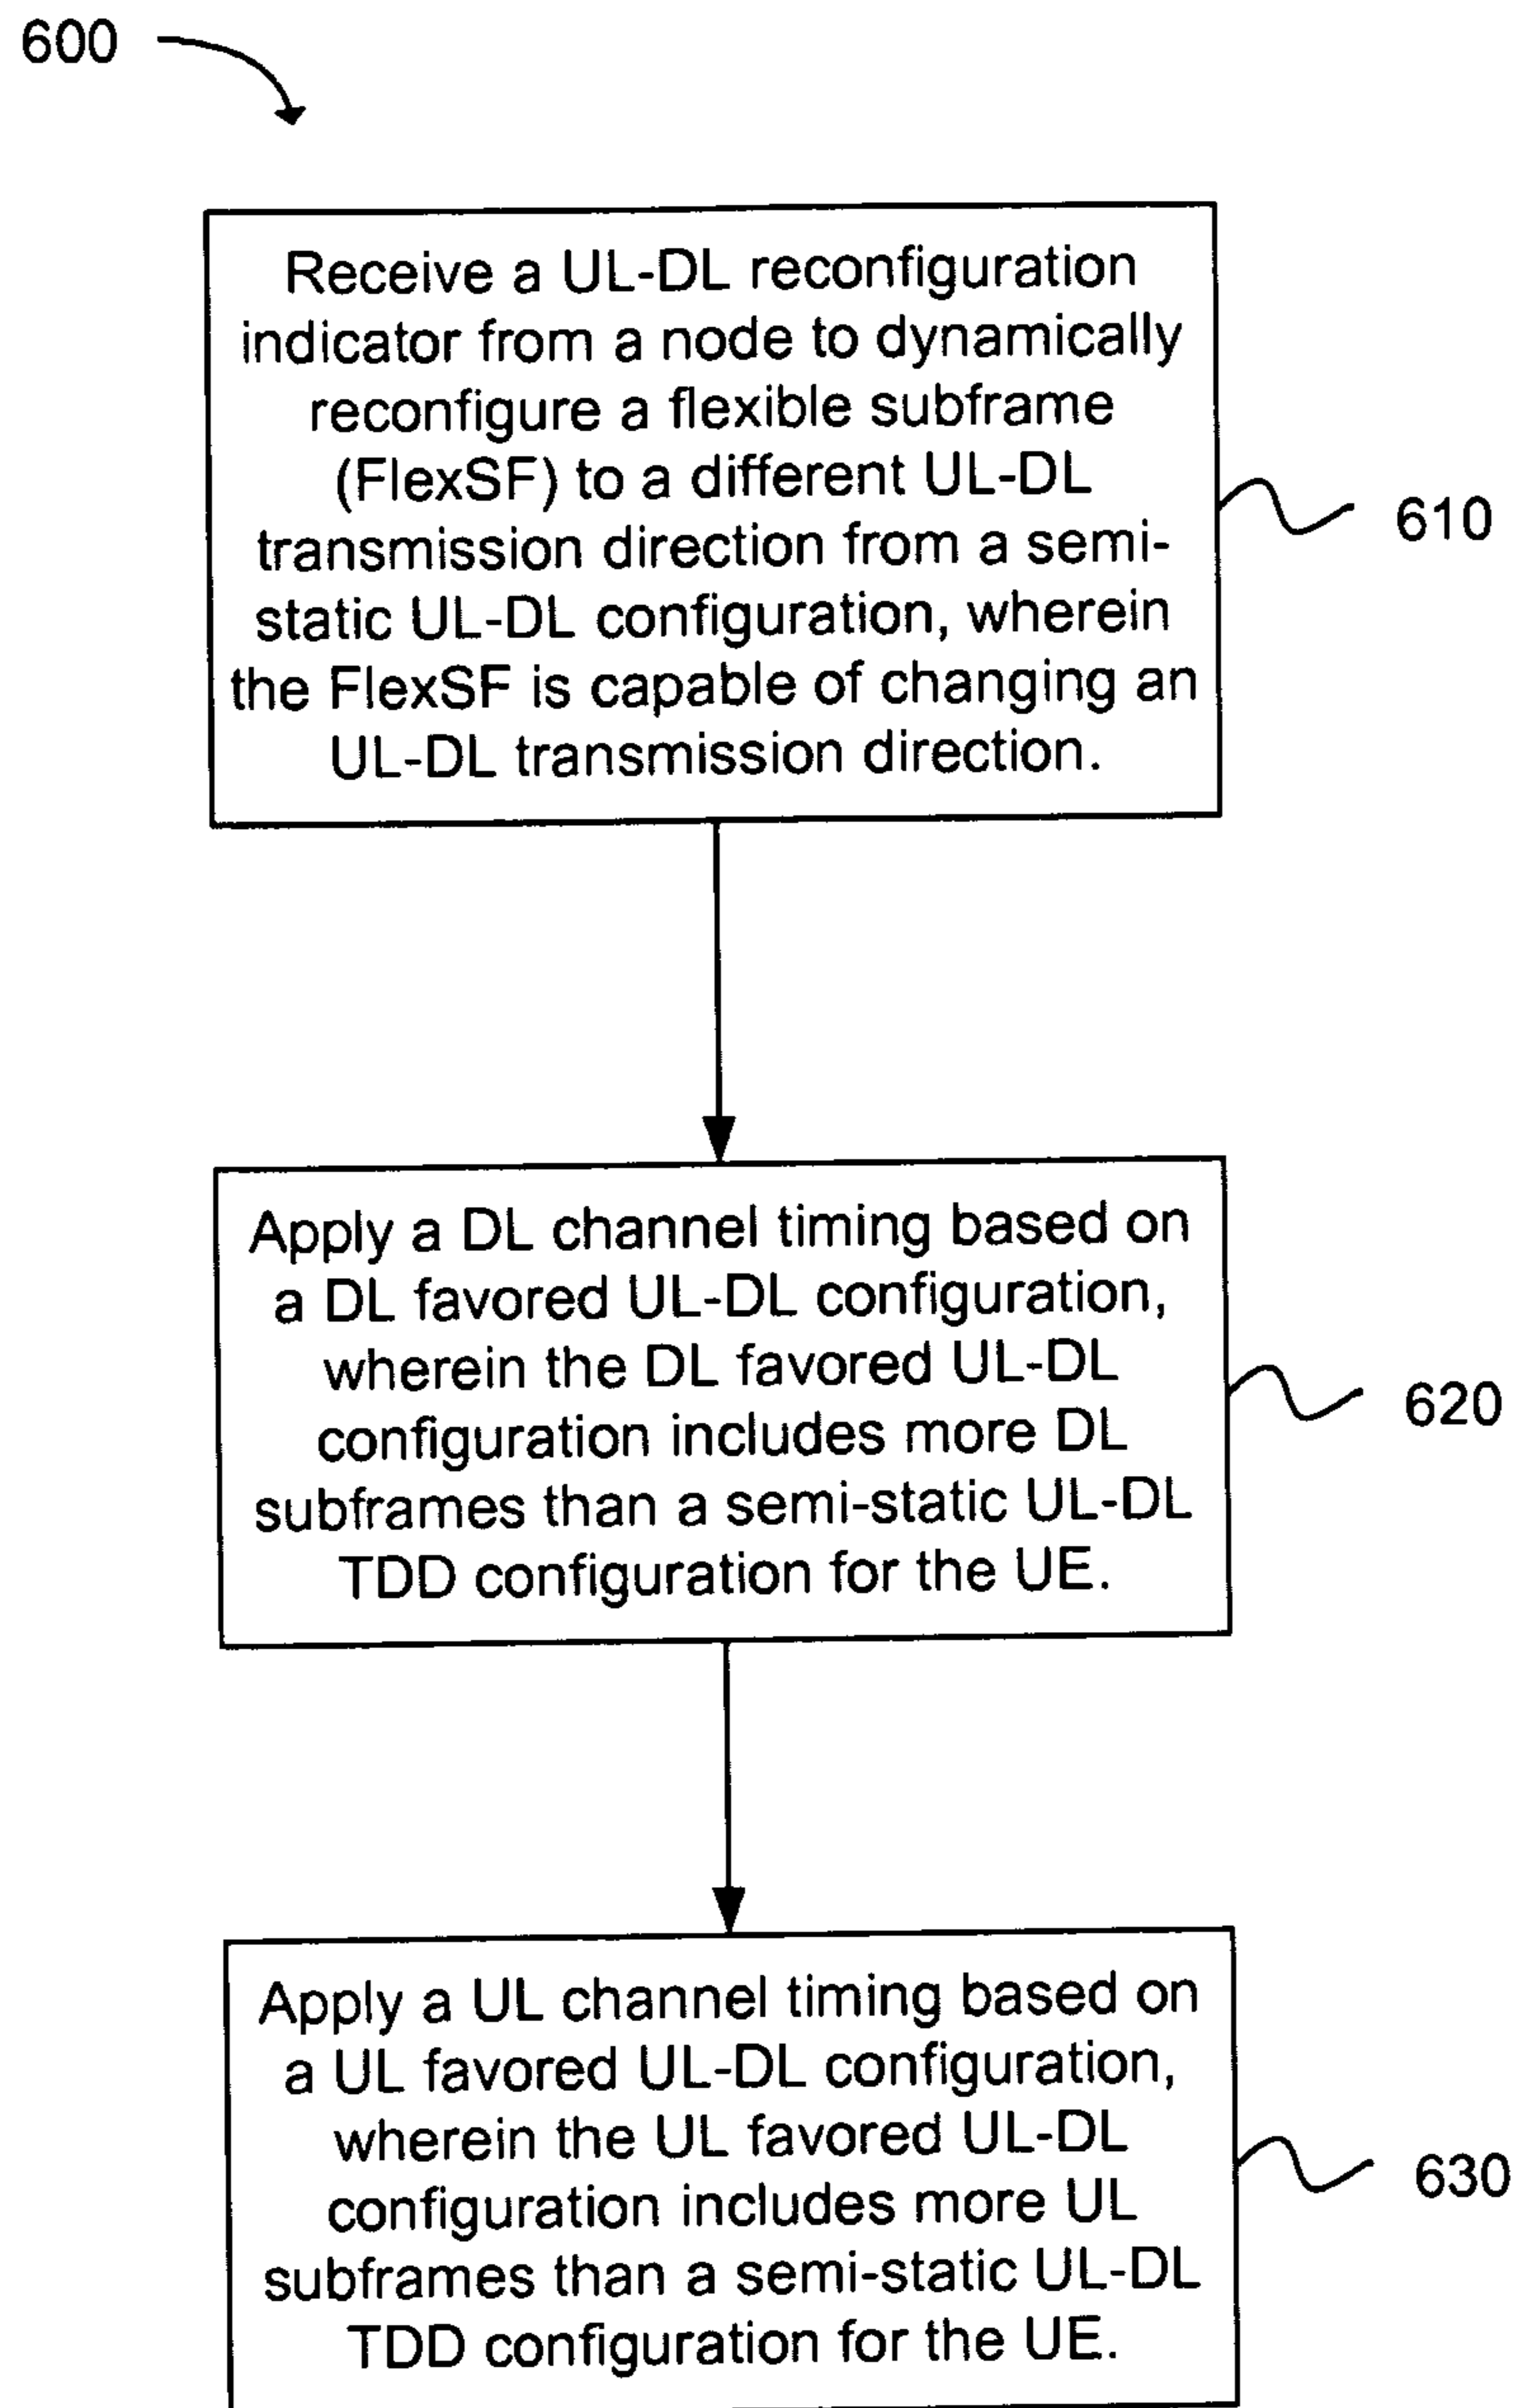 600
Receive a UL-DL reconfiguration
indicator from a node to dynamically
reconfigure a flexible subframe
(FlexSF) to a different UL-DL
transmission direction from a semi-
static UL-DL configuration, wherein
the FlexSF is capable of changing an
UL-DL transmission direction.
610
Apply a DL channel timing based on
a DL favored UL-DL configuration,
wherein the DL favored UL-DL
configuration includes more DL
subframes than a semi-static UL-DL
TDD configuration for the UE.
620
Apply a UL channel timing based on
a UL favored UL-DL configuration,
wherein the UL favored UL-DL
configuration includes more UL
subframes than a semi-static UL-DL
TDD configuration for the UE.
630